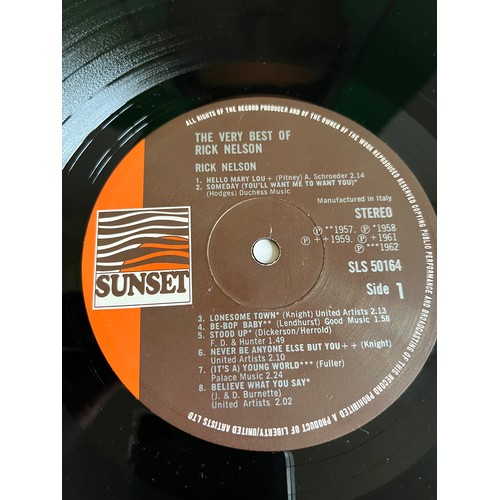 ALL RIGHTS OF THE RECORD PRODUCER AND OF THE OWNER OF THE WORK REPRODUCED RESERVED COPYING PUBLIC PERFORMANCE AND BROADCASTING OF THIS RECORD PROHIBITED A PRODUCT OF LIBERTY/UNITED ARTISTS LTD
THE VERY BEST OF
RICK NELSON
RICK NELSON
1. HELLO MARY LOU + (Pitney) A. Schroeder 2.14
2. SOMEDAY (YOU'LL WANT ME TO WANT YOU)*
(Hodges) Duchess Music
Manufactured in Italy
STEREO
Ⓟ **1957. Ⓟ *1958
Ⓟ ++1959. Ⓟ +1961
Ⓟ ***1962
SLS 50164
Side 1
SUNSET
3. LONESOME TOWN* (Knight) United Artists 2.13
4. BE-BOP BABY** (Lendhurst) Good Music 1.58
5. STOOD UP* (Dickerson/Herrold)
F. D. & Hunter 1.49
6. NEVER BE ANYONE ELSE BUT YOU++ (Knight)
United Artists 2.10
7. (IT'S A) YOUNG WORLD*** (Fuller)
Palace Music 2.24
8. BELIEVE WHAT YOU SAY*
(J. & D. Burnette)
United Artists 2.02